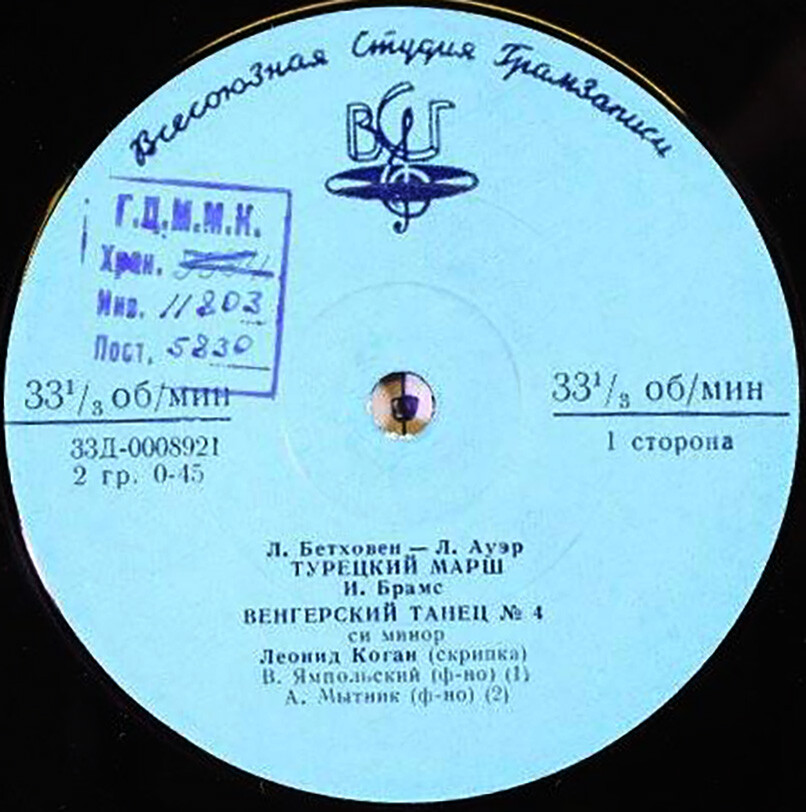 Всесоюзная Студия Грамзаписи
ВСГ
Г.Д.М.М.К.
Хран.
Инв. 11203
Пост. 5830
33¹/₃ об/мин
33Д-0008921
2 гр. 0-45
33¹/₃ об/мин
1 сторона
Л. Бетховен — Л. Ауэр
ТУРЕЦКИЙ МАРШ
И. Брамс
ВЕНГЕРСКИЙ ТАНЕЦ № 4
си минор
Леонид Коган (скрипка)
В. Ямпольский (ф-но) (1)
А. Мытник (ф-но) (2)